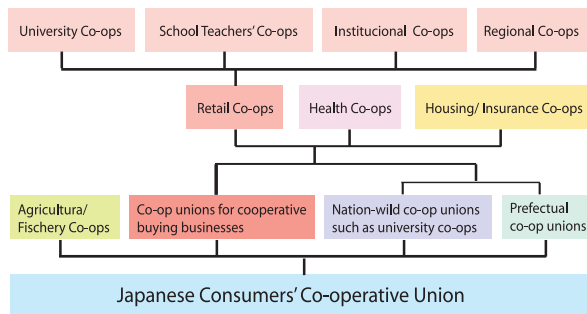 University Co-ops
School Teachers' Co-ops
Institutional Co-ops
Regional Co-ops
Retail Co-ops
Health Co-ops
Housing/ Insurance Co-ops
Agricultura/
Fischery Co-ops
Co-op unions for cooperative
buying businesses
Nation-wild co-op unions
such as university co-ops
Prefectual
co-op unions
Japanese Consumers' Co-operative Union